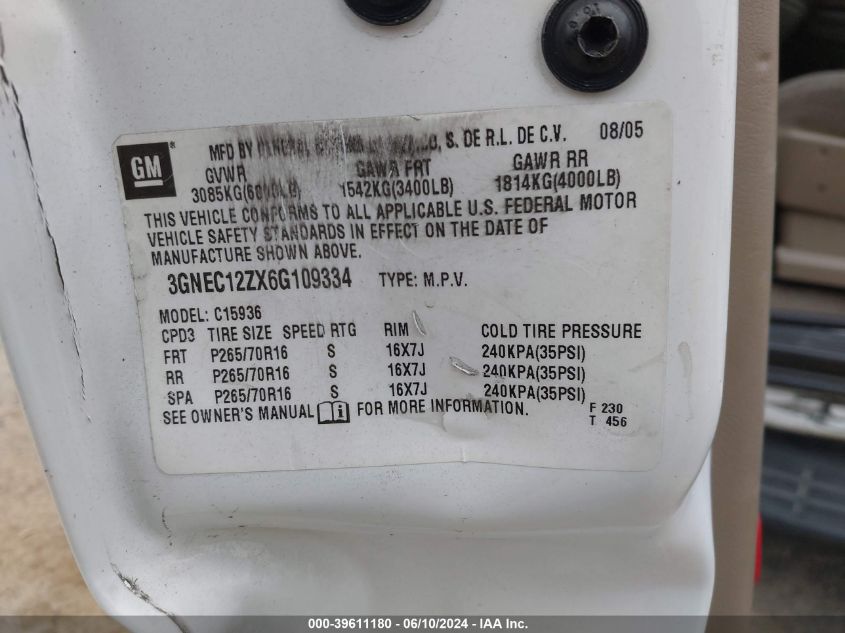 GM
MFD BY GENERAL S. DE R.L. DE C.V. 08/05
GVWR GAWR FRT GAWR RR
3085KG(6800LB) 1542KG(3400LB) 1814KG(4000LB)
THIS VEHICLE CONFORMS TO ALL APPLICABLE U.S. FEDERAL MOTOR
VEHICLE SAFETY STANDARDS IN EFFECT ON THE DATE OF
MANUFACTURE SHOWN ABOVE.
3GNEC12ZX6G109334 TYPE: M.P.V.
MODEL: C15936
CPD3 TIRE SIZE SPEED RTG RIM COLD TIRE PRESSURE
FRT P265/70R16 S 16X7J 240KPA(35PSI)
RR P265/70R16 S 16X7J 240KPA(35PSI)
SPA P265/70R16 S 16X7J 240KPA(35PSI)
SEE OWNER'S MANUAL FOR MORE INFORMATION.
F 230
T 456
000-39611180 - 06/10/2024 - IAA Inc.